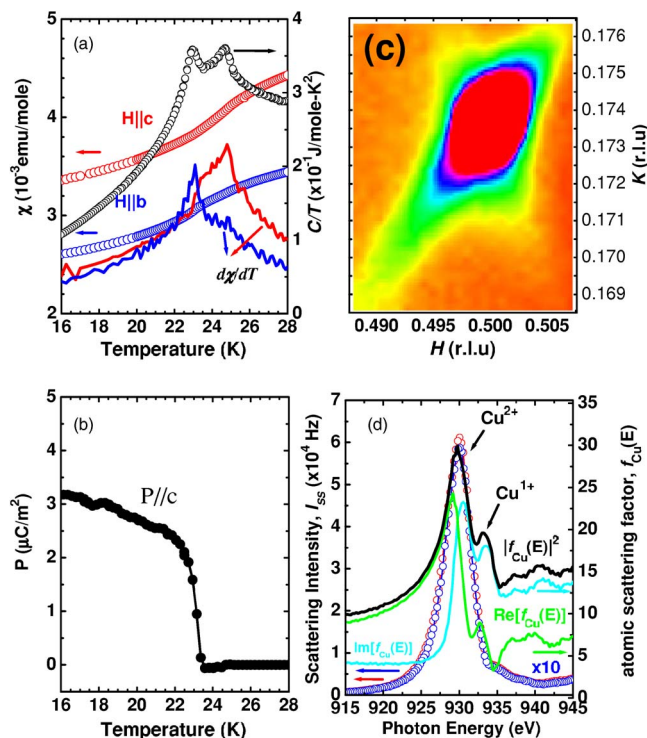 (a)
χ (10⁻³emu/mole)
5
4
3
2
H||c
H||b
dχ/dT
4
3
2
1
0
C/T (x10⁻¹J/mole-K²)
16 18 20 22 24 26 28
Temperature (K)
(c)
0.176
0.175
0.174
0.173
0.172
0.171
0.170
0.169
K (r.l.u)
0.490 0.495 0.500 0.505
H (r.l.u)
(b)
P (μC/m²)
5
4
3
2
1
0
P//c
16 18 20 22 24 26 28
Temperature (K)
(d)
Scattering Intensity, I_SS (x10⁴ Hz)
7
6
5
4
3
2
1
0
Cu²⁺
Cu¹⁺
|f_Cu(E)|²
Re[f_Cu(E)]
Im[f_Cu(E)]
x10
35
30
25
20
15
10
5
0
atomic scattering factor, f_Cu(E)
915 920 925 930 935 940 945
Photon Energy (eV)